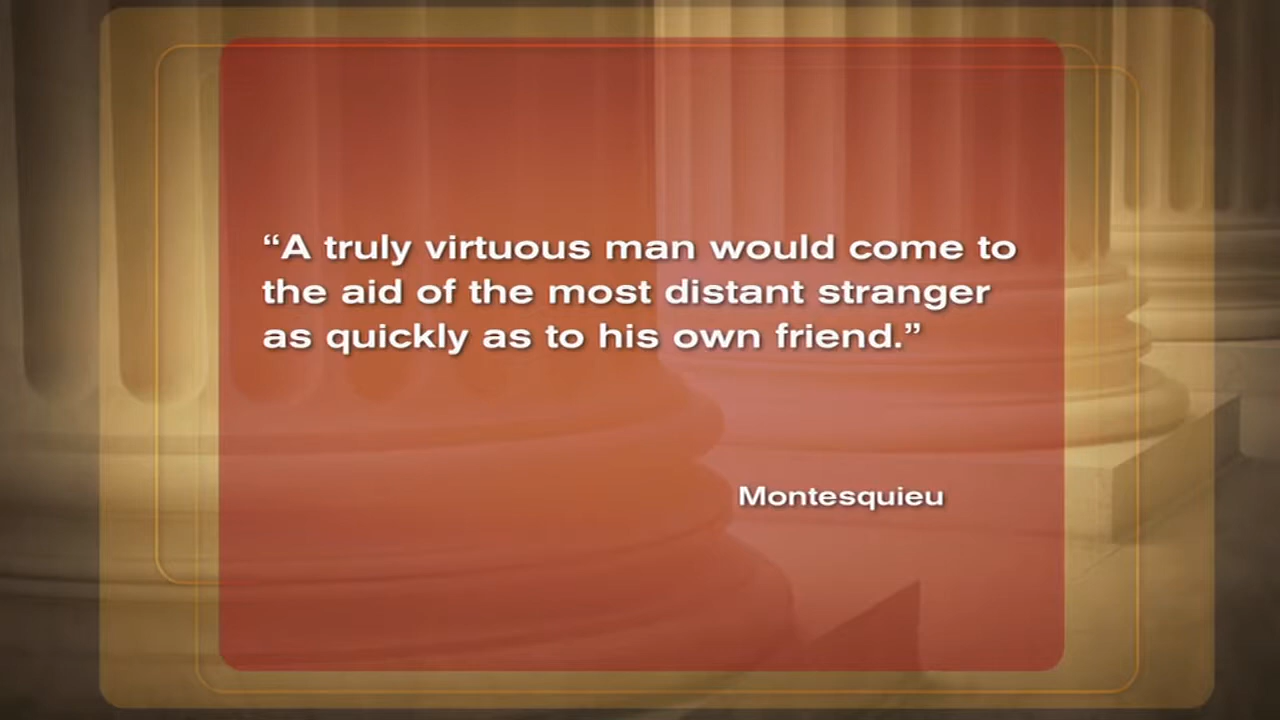 “A truly virtuous man would come to
the aid of the most distant stranger
as quickly as to his own friend.”
Montesquieu